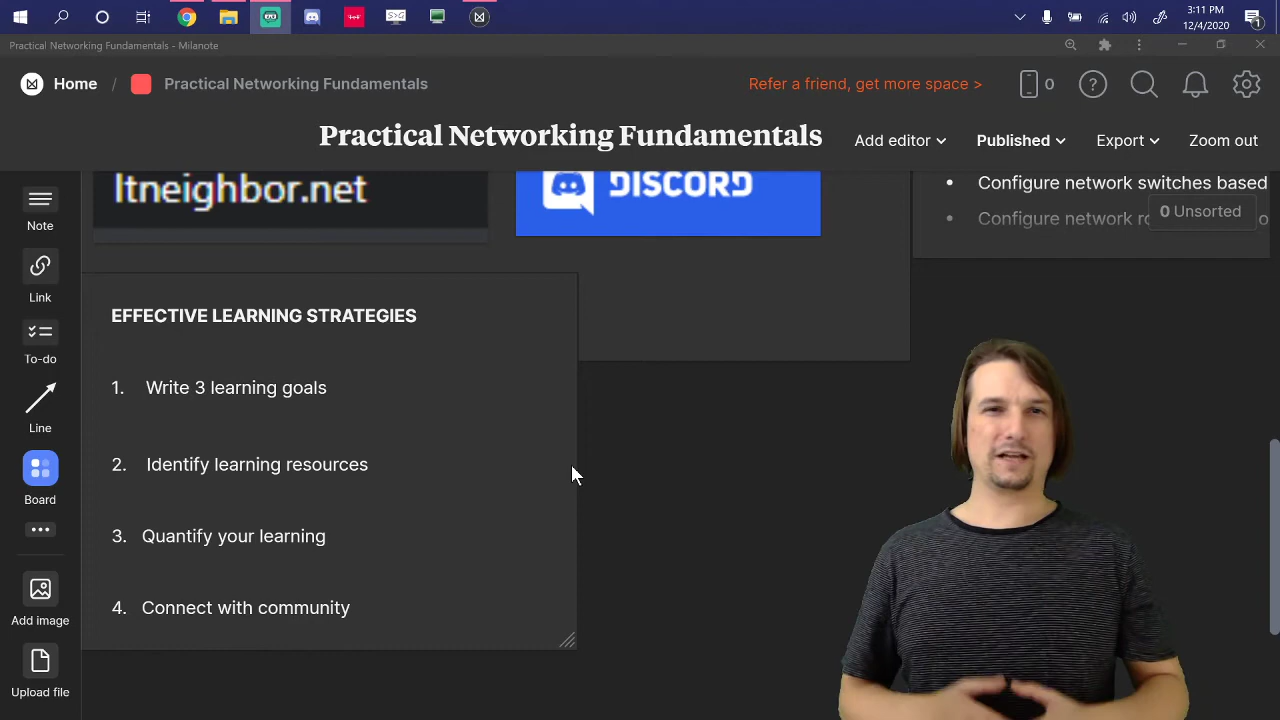 3:11 PM
12/4/2020
1
Practical Networking Fundamentals - Milanote
Home / Practical Networking Fundamentals
Refer a friend, get more space >
0
Practical Networking Fundamentals
Add editor
Published
Export
Zoom out
Itneighbor.net
DISCORD
• Configure network switches based
• Configure network
0 Unsorted
Note
Link
To-do
Line
Board
Add image
Upload file
EFFECTIVE LEARNING STRATEGIES
1. Write 3 learning goals
2. Identify learning resources
3. Quantify your learning
4. Connect with community